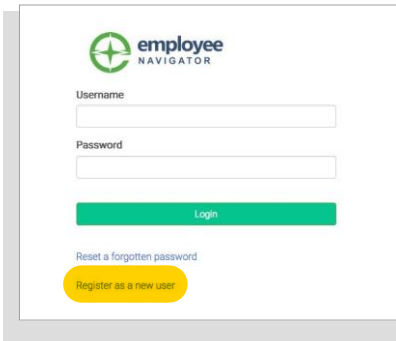 employee
NAVIGATOR
Username
Password
Login
Reset a forgotten password
Register as a new user